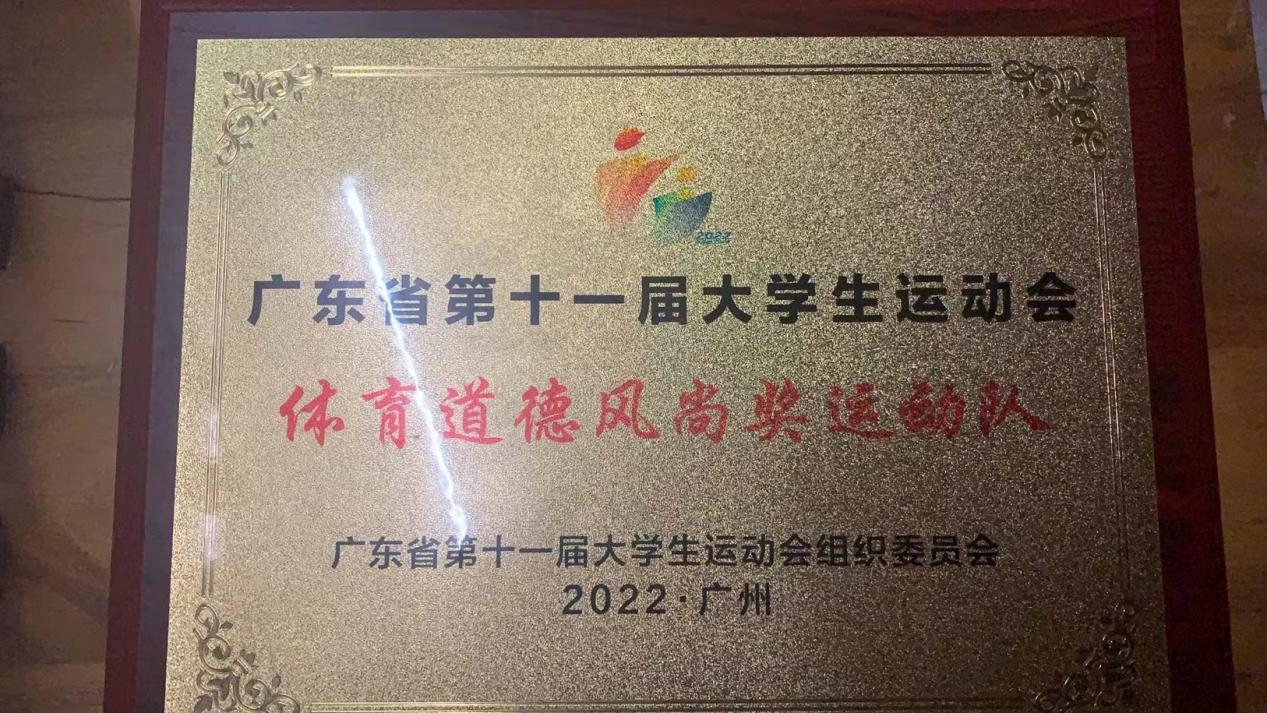 广东省第十一届大学生运动会
体育道德风尚奖运动队
广东省第十一届大学生运动会组织委员会
2022·广州